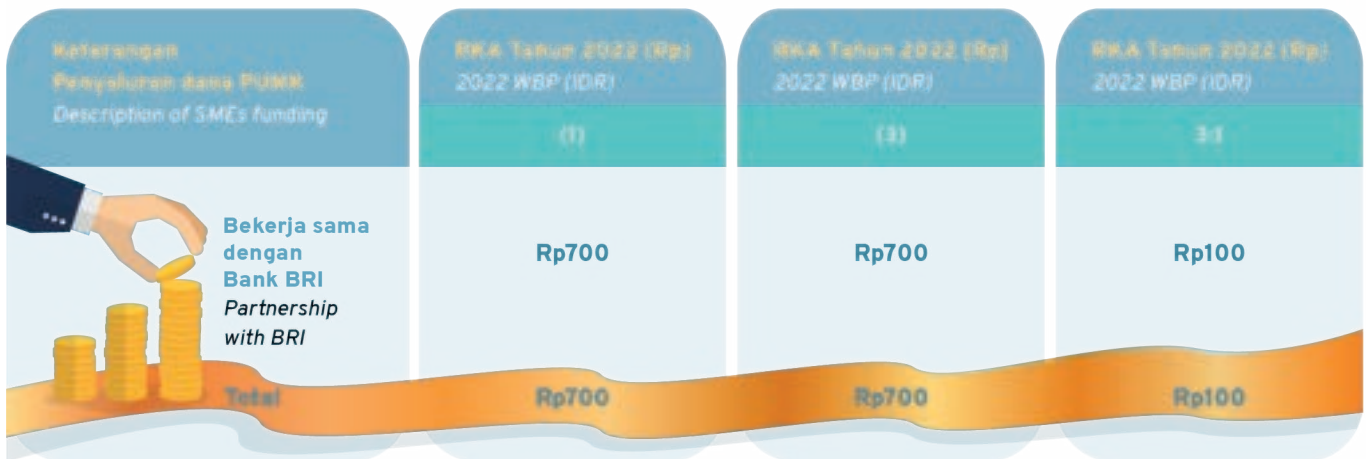 Keterangan
Penyaluran dana PUMK
Description of SMEs funding
RKA Tahun 2022 (Rp)
2022 WBP (IDR)
(1)
RKA Tahun 2022 (Rp)
2022 WBP (IDR)
(3)
RKA Tahun 2022 (Rp)
2022 WBP (IDR)
3:1
Bekerja sama
dengan
Bank BRI
Partnership
with BRI
Rp700
Rp700
Rp100
Total
Rp700
Rp700
Rp100